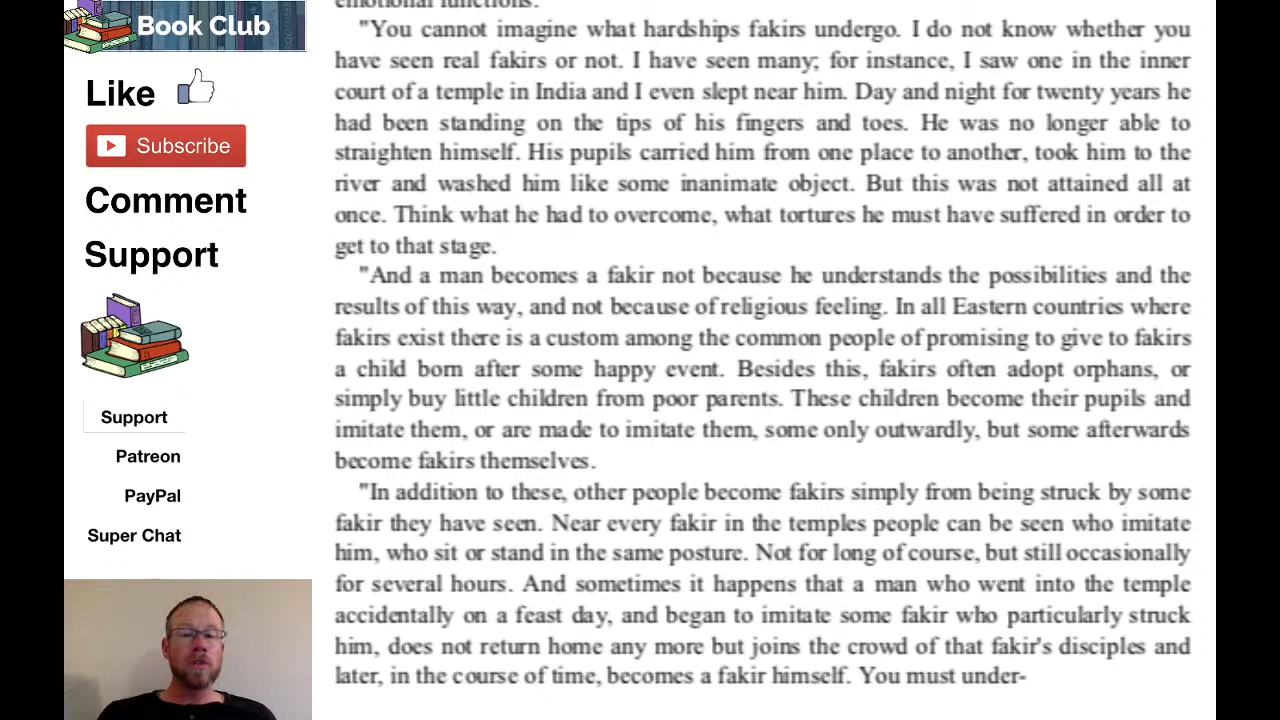 Book Club
Like
Subscribe
Comment
Support
Support
Patreon
PayPal
Super Chat
emotional functions.
"You cannot imagine what hardships fakirs undergo. I do not know whether you
have seen real fakirs or not. I have seen many; for instance, I saw one in the inner
court of a temple in India and I even slept near him. Day and night for twenty years he
had been standing on the tips of his fingers and toes. He was no longer able to
straighten himself. His pupils carried him from one place to another, took him to the
river and washed him like some inanimate object. But this was not attained all at
once. Think what he had to overcome, what tortures he must have suffered in order to
get to that stage.
"And a man becomes a fakir not because he understands the possibilities and the
results of this way, and not because of religious feeling. In all Eastern countries where
fakirs exist there is a custom among the common people of promising to give to fakirs
a child born after some happy event. Besides this, fakirs often adopt orphans, or
simply buy little children from poor parents. These children become their pupils and
imitate them, or are made to imitate them, some only outwardly, but some afterwards
become fakirs themselves.
"In addition to these, other people become fakirs simply from being struck by some
fakir they have seen. Near every fakir in the temples people can be seen who imitate
him, who sit or stand in the same posture. Not for long of course, but still occasionally
for several hours. And sometimes it happens that a man who went into the temple
accidentally on a feast day, and began to imitate some fakir who particularly struck
him, does not return home any more but joins the crowd of that fakir's disciples and
later, in the course of time, becomes a fakir himself. You must under-